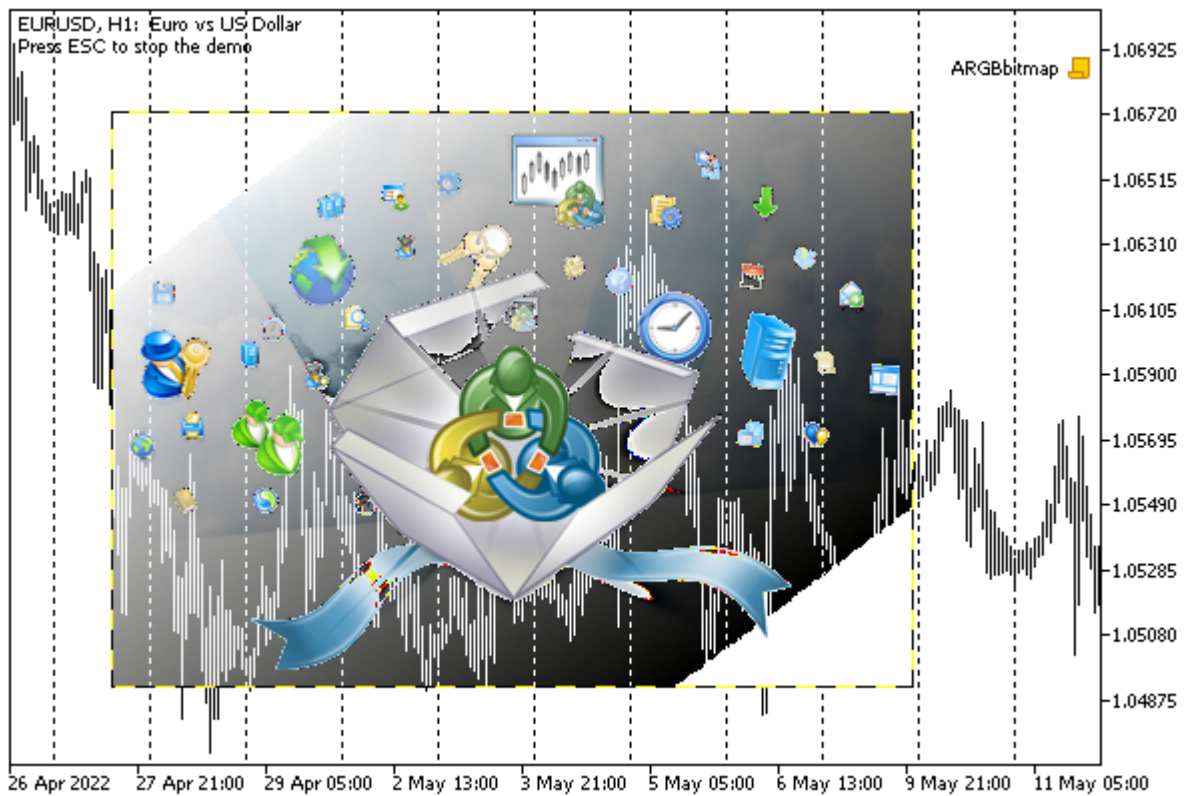 EURUSD, H1: Euro vs US Dollar
Press ESC to stop the demo
ARGBbitmap
1.06925
1.06720
1.06515
1.06310
1.06105
1.05900
1.05695
1.05490
1.05285
1.05080
1.04875
26 Apr 2022
27 Apr 21:00
29 Apr 05:00
2 May 13:00
3 May 21:00
5 May 05:00
6 May 13:00
9 May 21:00
11 May 05:00